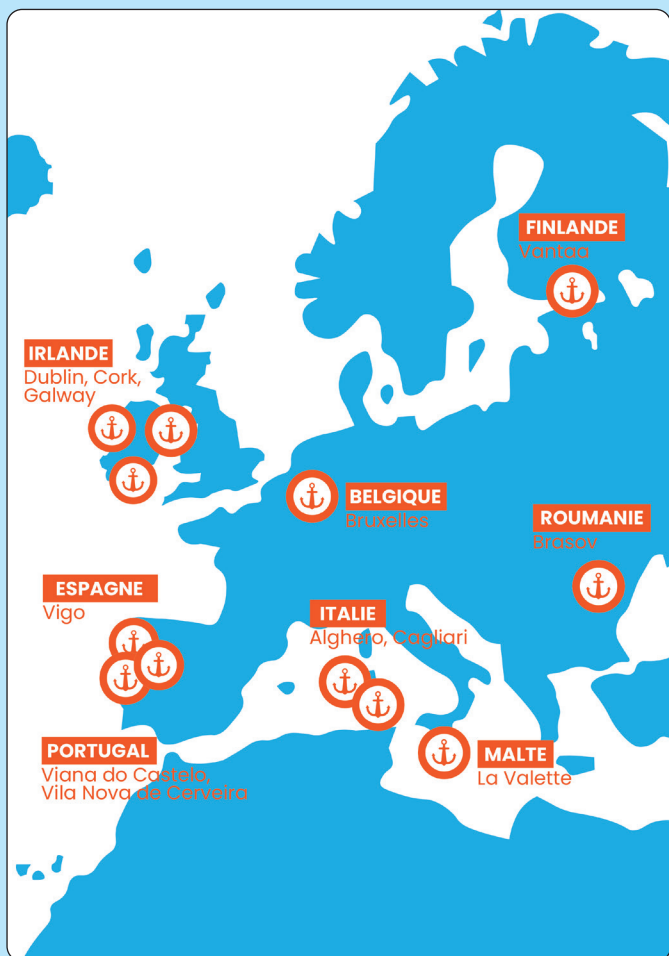 FINLANDE
Vantaa
IRLANDE
Dublin, Cork,
Galway
BELGIQUE
Bruxelles
ROUMANIE
Brasov
ESPAGNE
Vigo
ITALIE
Alghero, Cagliari
PORTUGAL
Viana do Castelo,
Vila Nova de Cerveira
MALTE
La Valette